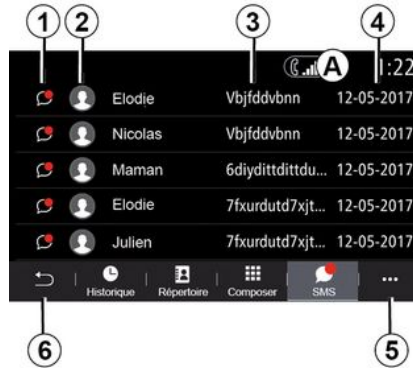 1 2 3 4
A 1:22
Elodie Vbjfddvbnn 12-05-2017
Nicolas Vbjfddvbnn 12-05-2017
Maman 6diydittdittdu... 12-05-2017
Elodie 7fxurdutd7xjt... 12-05-2017
Julien 7fxurdutd7xjt... 12-05-2017
Historique Répertoire Composer SMS ...
6 5